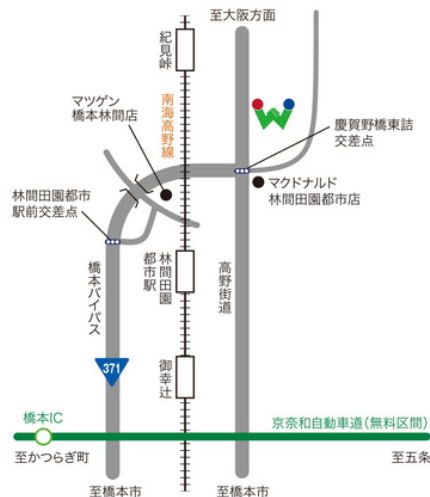 至大阪方面
紀見峠
マツゲン
橋本林間店
南海高野線
慶賀野橋東詰
交差点
マクドナルド
林間田園都市店
林間田園都市
駅前交差点
橋本バイパス
林間田園
都市駅
高野街道
371
御幸辻
橋本IC
京奈和自動車道(無料区間)
至かつらぎ町
至五条
至橋本市
至橋本市